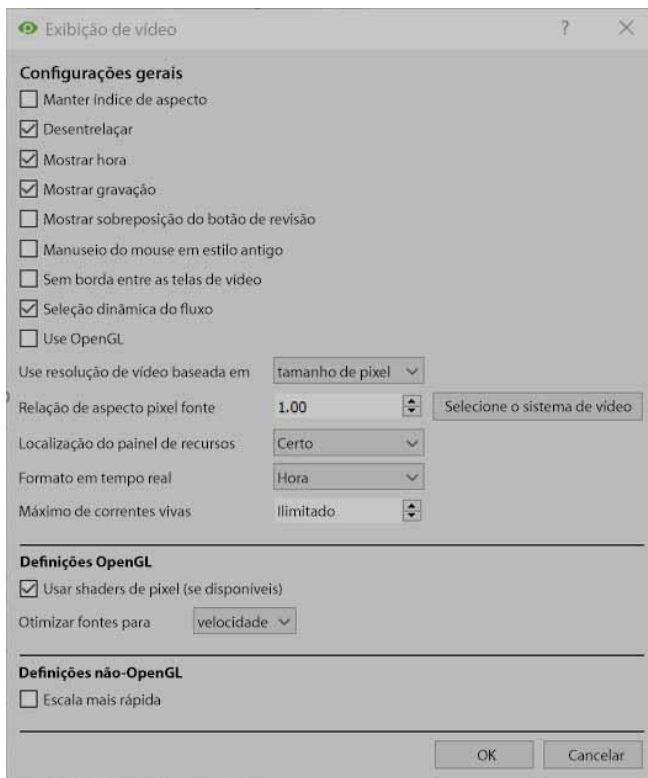 Exibição de vídeo ?
Configurações gerais
Manter índice de aspecto
Desentrelaçar
Mostrar hora
Mostrar gravação
Mostrar sobreposição do botão de revisão
Manuseio do mouse em estilo antigo
Sem borda entre as telas de vídeo
Seleção dinâmica do fluxo
Use OpenGL
Use resolução de vídeo baseada em tamanho de pixel
Relação de aspecto pixel fonte 1.00 Selecione o sistema de vídeo
Localização do painel de recursos Certo
Formato em tempo real Hora
Máximo de correntes vivas Ilimitado
Definições OpenGL
Usar shaders de pixel (se disponíveis)
Otimizar fontes para velocidade
Definições não-OpenGL
Escala mais rápida
OK Cancelar